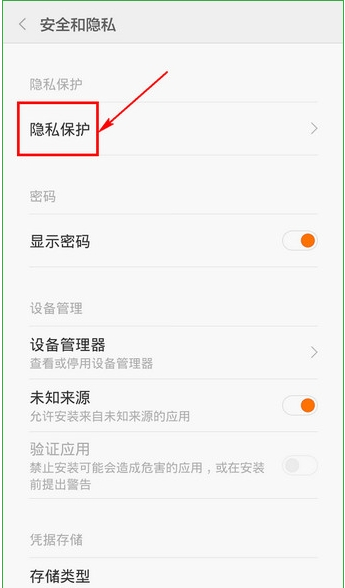 安全和隐私
隐私保护
隐私保护
密码
显示密码
设备管理
设备管理器
查看或停用设备管理器
未知来源
允许安装来自未知来源的应用
验证应用
禁止安装可能会造成危害的应用，或在安装
前提出警告
凭据存储
存储类型